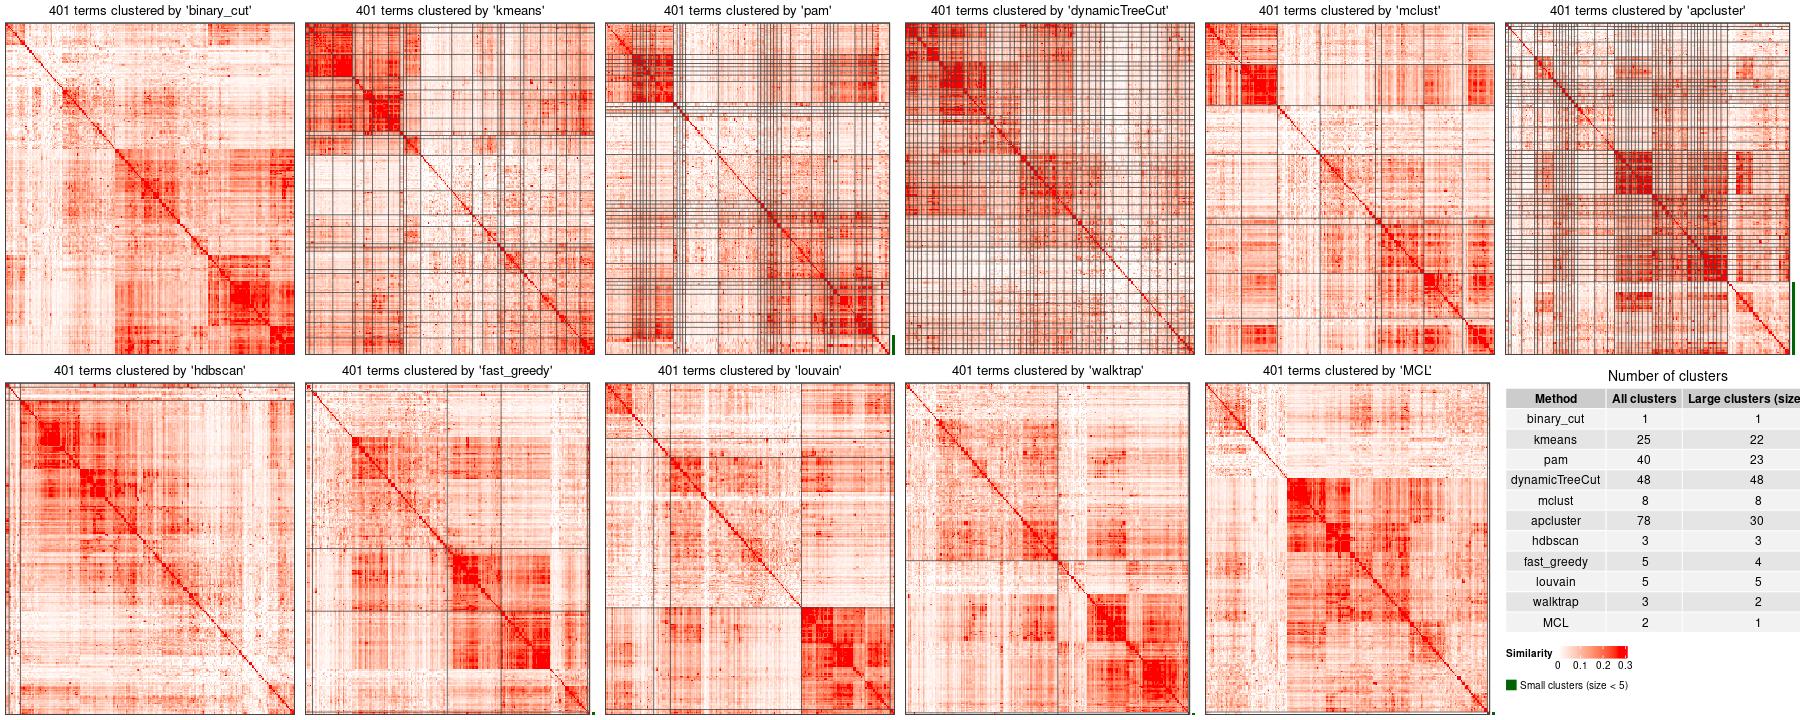 401 terms clustered by 'binary_cut'
401 terms clustered by 'kmeans'
401 terms clustered by 'pam'
401 terms clustered by 'dynamicTreeCut'
401 terms clustered by 'mclust'
401 terms clustered by 'apcluster'
401 terms clustered by 'hdbscan'
401 terms clustered by 'fast_greedy'
401 terms clustered by 'louvain'
401 terms clustered by 'walktrap'
401 terms clustered by 'MCL'
Number of clusters
Method All clusters Large clusters (size
binary_cut 1 1
kmeans 25 22
pam 40 23
dynamicTreeCut 48 48
mclust 8 8
apcluster 78 30
hdbscan 3 3
fast_greedy 5 4
louvain 5 5
walktrap 3 2
MCL 2 1
Similarity
0 0.1 0.2 0.3
Small clusters (size < 5)